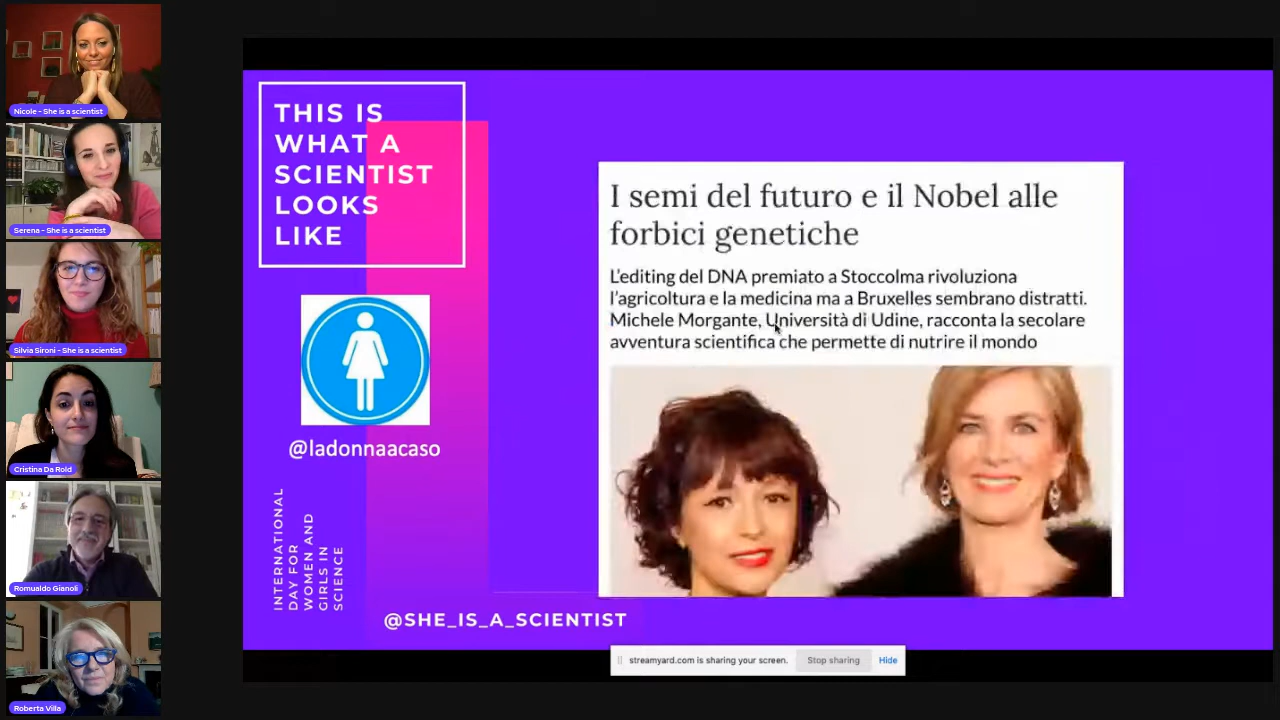 Nicole - She is a scientist
Serena - She is a scientist
Silvia Sironi - She is a scientist
Cristina Da Rold
Romualdo Gianoli
Roberta Villa
THIS IS
WHAT A
SCIENTIST
LOOKS
LIKE
@ladonnaacaso
INTERNATIONAL
DAY FOR
WOMEN AND
GIRLS IN
SCIENCE
@SHE_IS_A_SCIENTIST
I semi del futuro e il Nobel alle
forbici genetiche
L'editing del DNA premiato a Stoccolma rivoluziona
l'agricoltura e la medicina ma a Bruxelles sembrano distratti.
Michele Morgante, Università di Udine, racconta la secolare
avventura scientifica che permette di nutrire il mondo
streamyard.com is sharing your screen.
Stop sharing
Hide